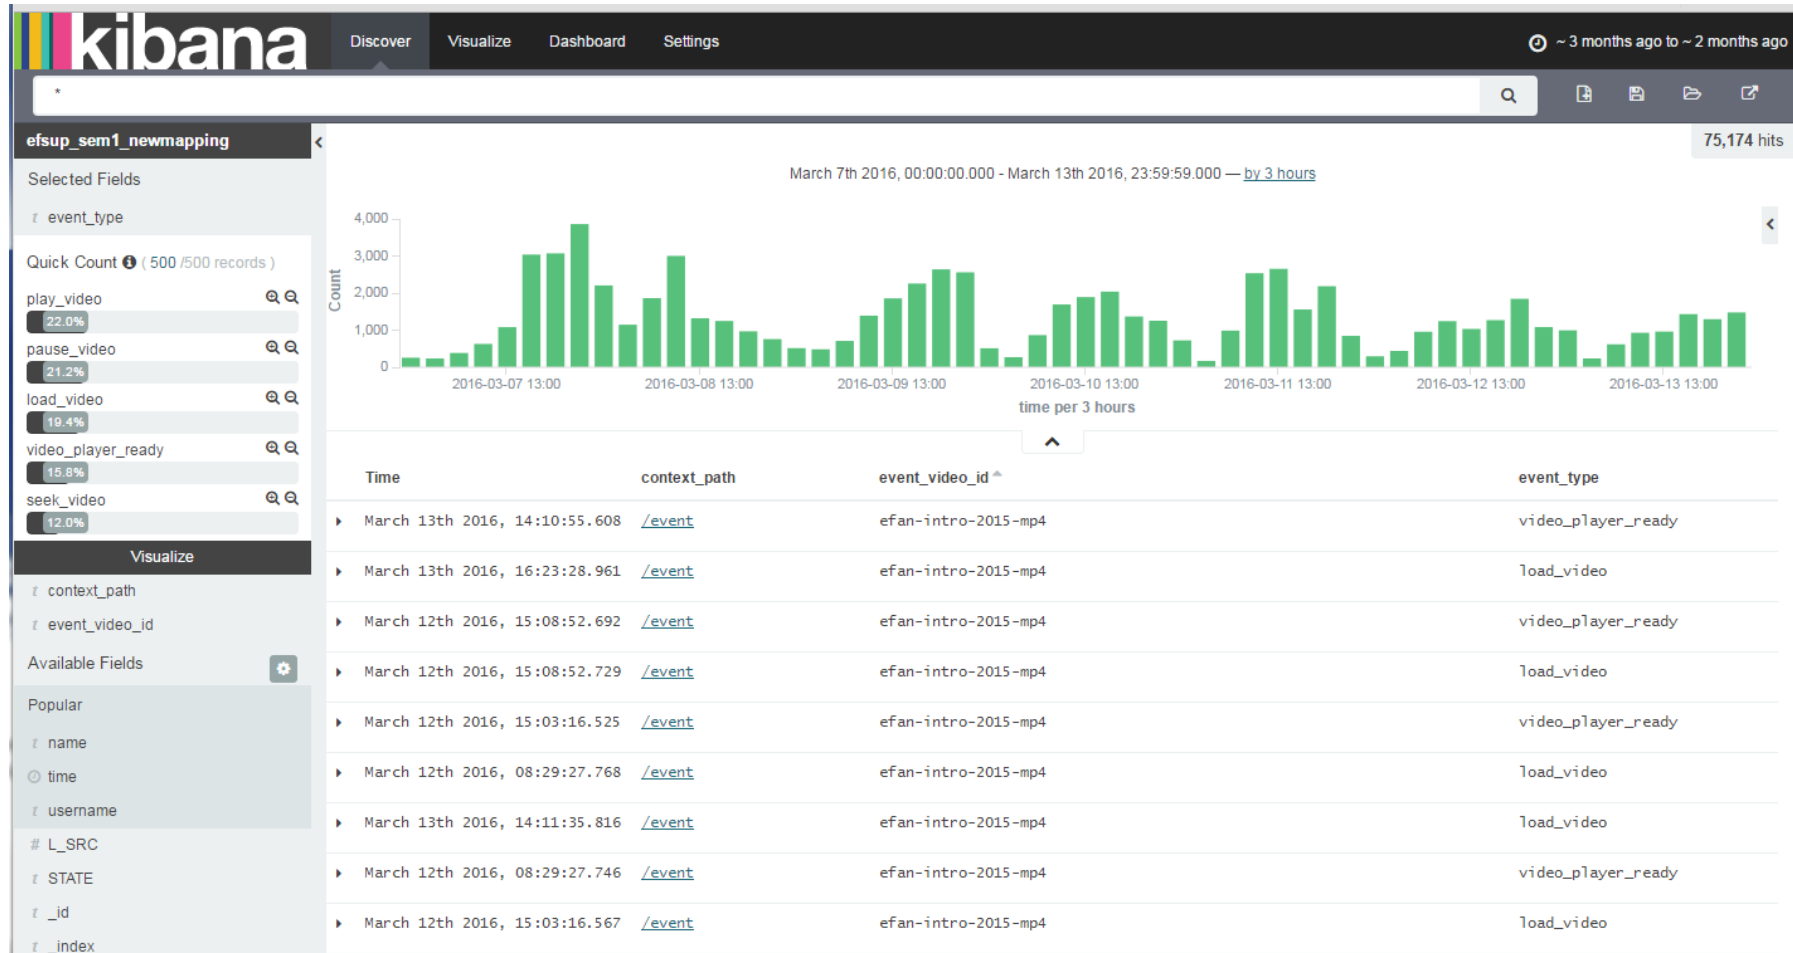 kibana
Discover Visualize Dashboard Settings ~ 3 months ago to ~ 2 months ago
*
efsup_sem1_newmapping
75,174 hits
Selected Fields
t event_type
Quick Count ( 500 /500 records )
play_video
22.0%
pause_video
21.2%
load_video
19.4%
video_player_ready
15.8%
seek_video
12.0%
Visualize
t context_path
t event_video_id
Available Fields
Popular
t name
time
t username
# L_SRC
t STATE
t _id
t _index
March 7th 2016, 00:00:00.000 - March 13th 2016, 23:59:59.000 — by 3 hours
Count
4,000
3,000
2,000
1,000
0
2016-03-07 13:00 2016-03-08 13:00 2016-03-09 13:00 2016-03-10 13:00 2016-03-11 13:00 2016-03-12 13:00 2016-03-13 13:00
time per 3 hours
Time context_path event_video_id event_type
March 13th 2016, 14:10:55.608 /event efan-intro-2015-mp4 video_player_ready
March 13th 2016, 16:23:28.961 /event efan-intro-2015-mp4 load_video
March 12th 2016, 15:08:52.692 /event efan-intro-2015-mp4 video_player_ready
March 12th 2016, 15:08:52.729 /event efan-intro-2015-mp4 load_video
March 12th 2016, 15:03:16.525 /event efan-intro-2015-mp4 video_player_ready
March 12th 2016, 08:29:27.768 /event efan-intro-2015-mp4 load_video
March 13th 2016, 14:11:35.816 /event efan-intro-2015-mp4 load_video
March 12th 2016, 08:29:27.746 /event efan-intro-2015-mp4 video_player_ready
March 12th 2016, 15:03:16.567 /event efan-intro-2015-mp4 load_video